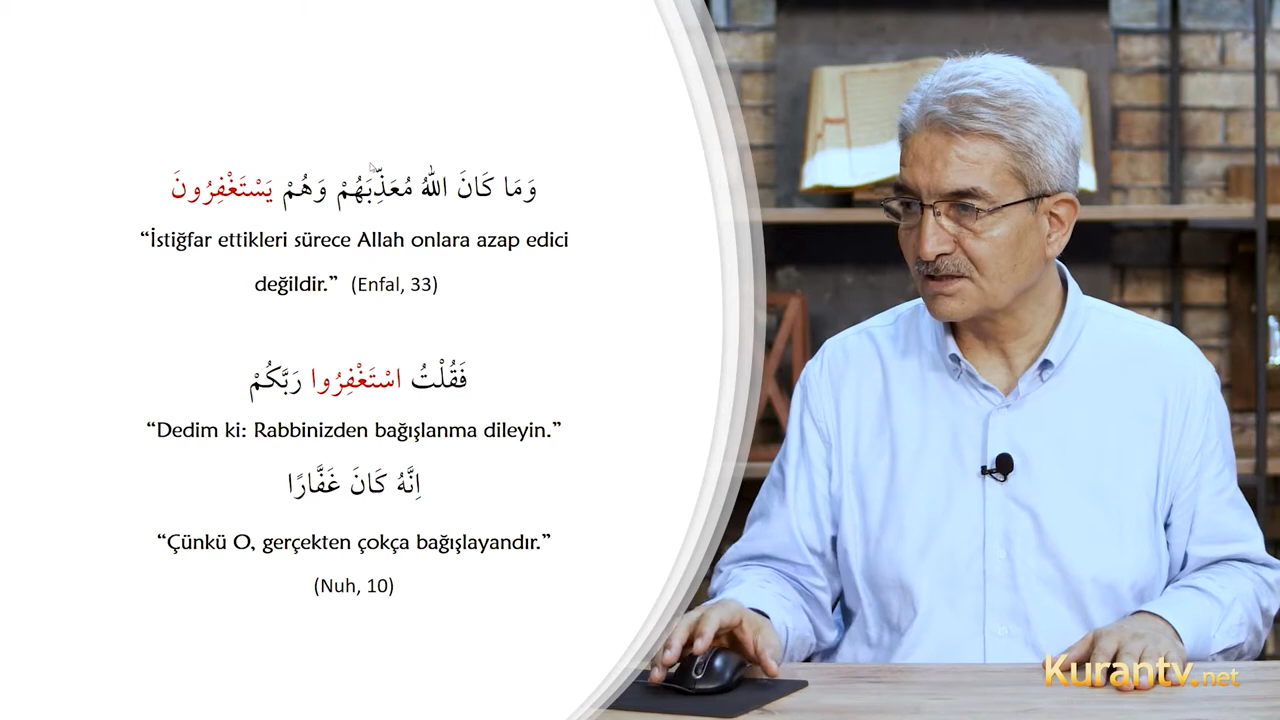 وَمَا كَانَ اللهُ مُعَذِّبَهُمْ وَهُمْ يَسْتَغْفِرُونَ
“İstiğfar ettikleri sürece Allah onlara azap edici
değildir.” (Enfal, 33)
فَقُلْتُ اسْتَغْفِرُوا رَبَّكُمْ
“Dedim ki: Rabbinizden bağışlanma dileyin.”
اِنَّهُ كَانَ غَفَّارًا
“Çünkü O, gerçekten çokça bağışlayandır.”
(Nuh, 10)
Kurantv.net